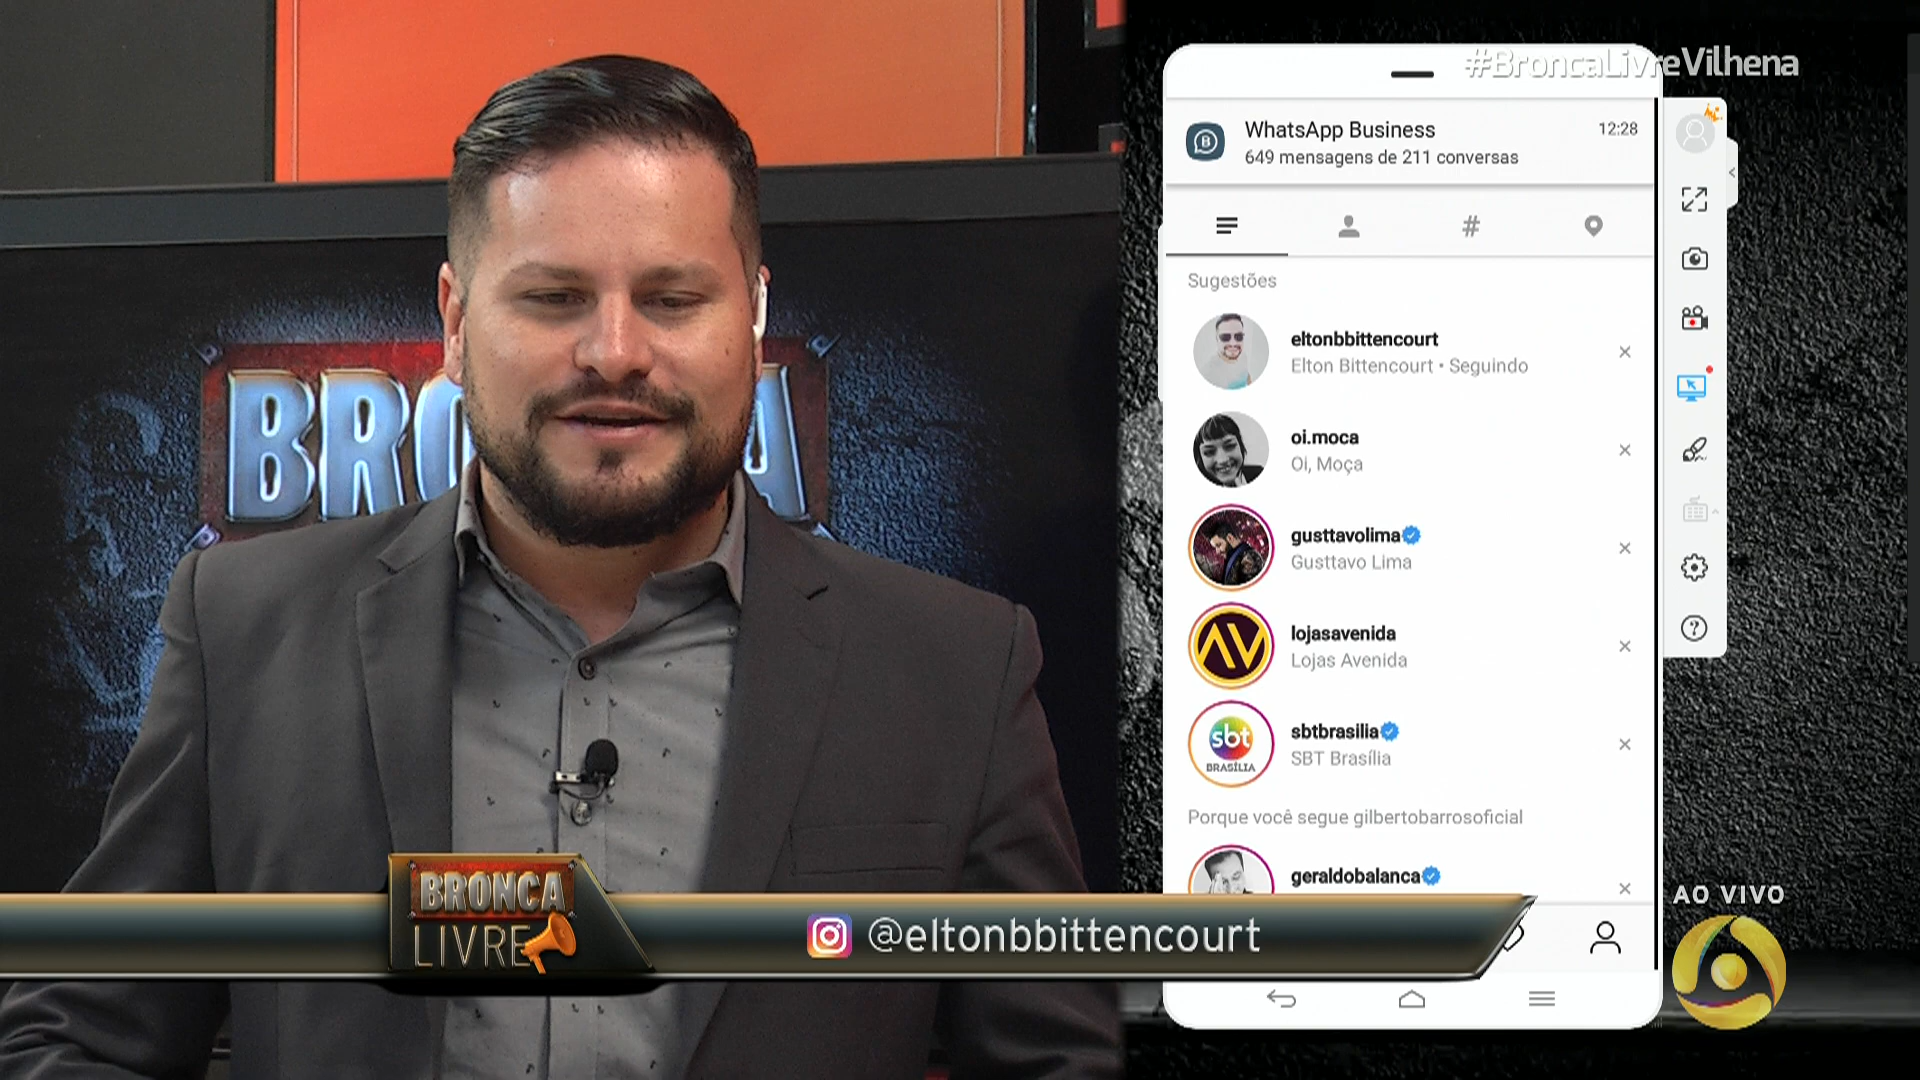 #BroncaLivreVilhena
WhatsApp Business
12:28
649 mensagens de 211 conversas
#
Sugestões
eltonbbittencourt
Elton Bittencourt • Seguindo
oi.moca
Oi, Moça
gusttavolima
Gusttavo Lima
lojasavenida
Lojas Avenida
sbt
BRASÍLIA
sbtbrasilia
SBT Brasília
Porque você segue gilbertobarrosoficial
geraldobalanca
AO VIVO
BRONCA
LIVRE
@eltonbbittencourt